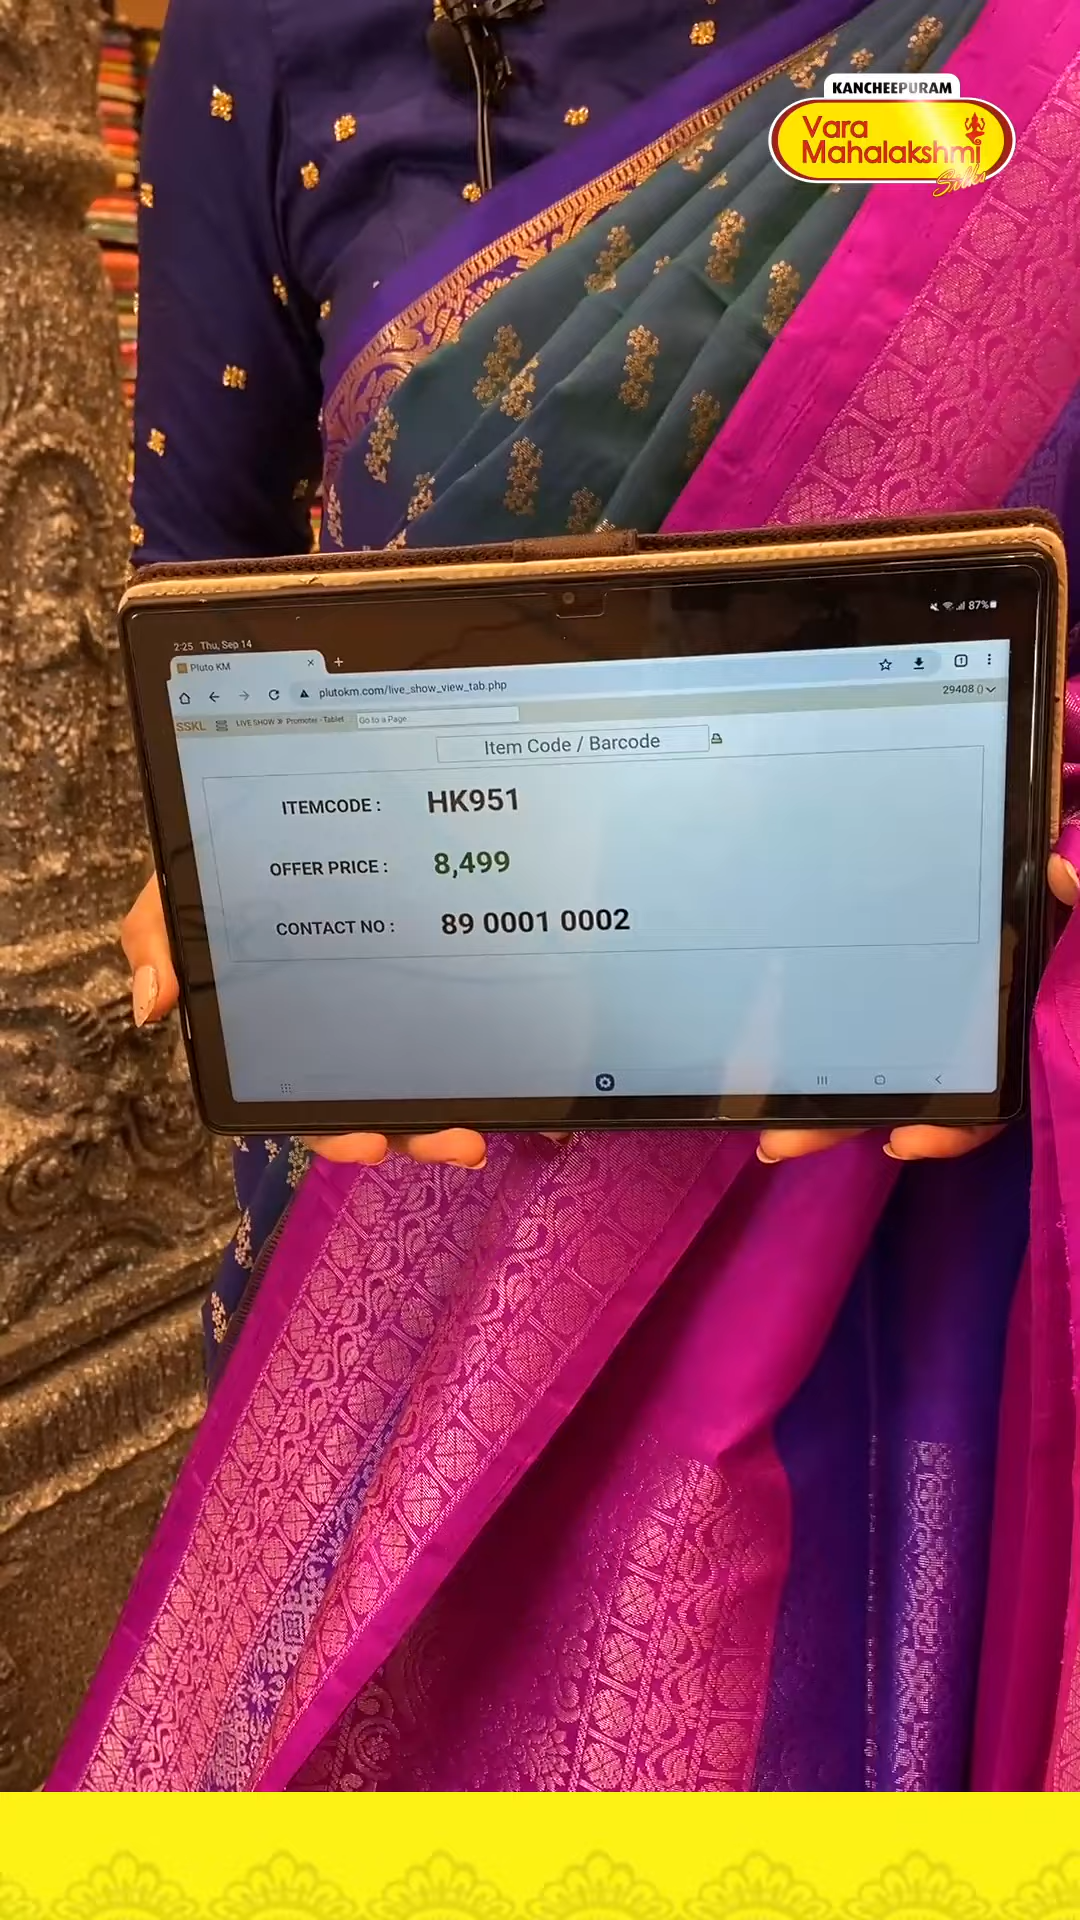 KANCHEEPURAM
Vara
Mahalakshmi
Silks
2:25 Thu, Sep 14
87%
Pluto KM
plutokm.com/live_show_view_tab.php
29408 ()
SSKL
LIVE SHOW » Promoter - Tablet
Go to a Page
Item Code / Barcode
ITEMCODE : HK951
OFFER PRICE : 8,499
CONTACT NO : 89 0001 0002